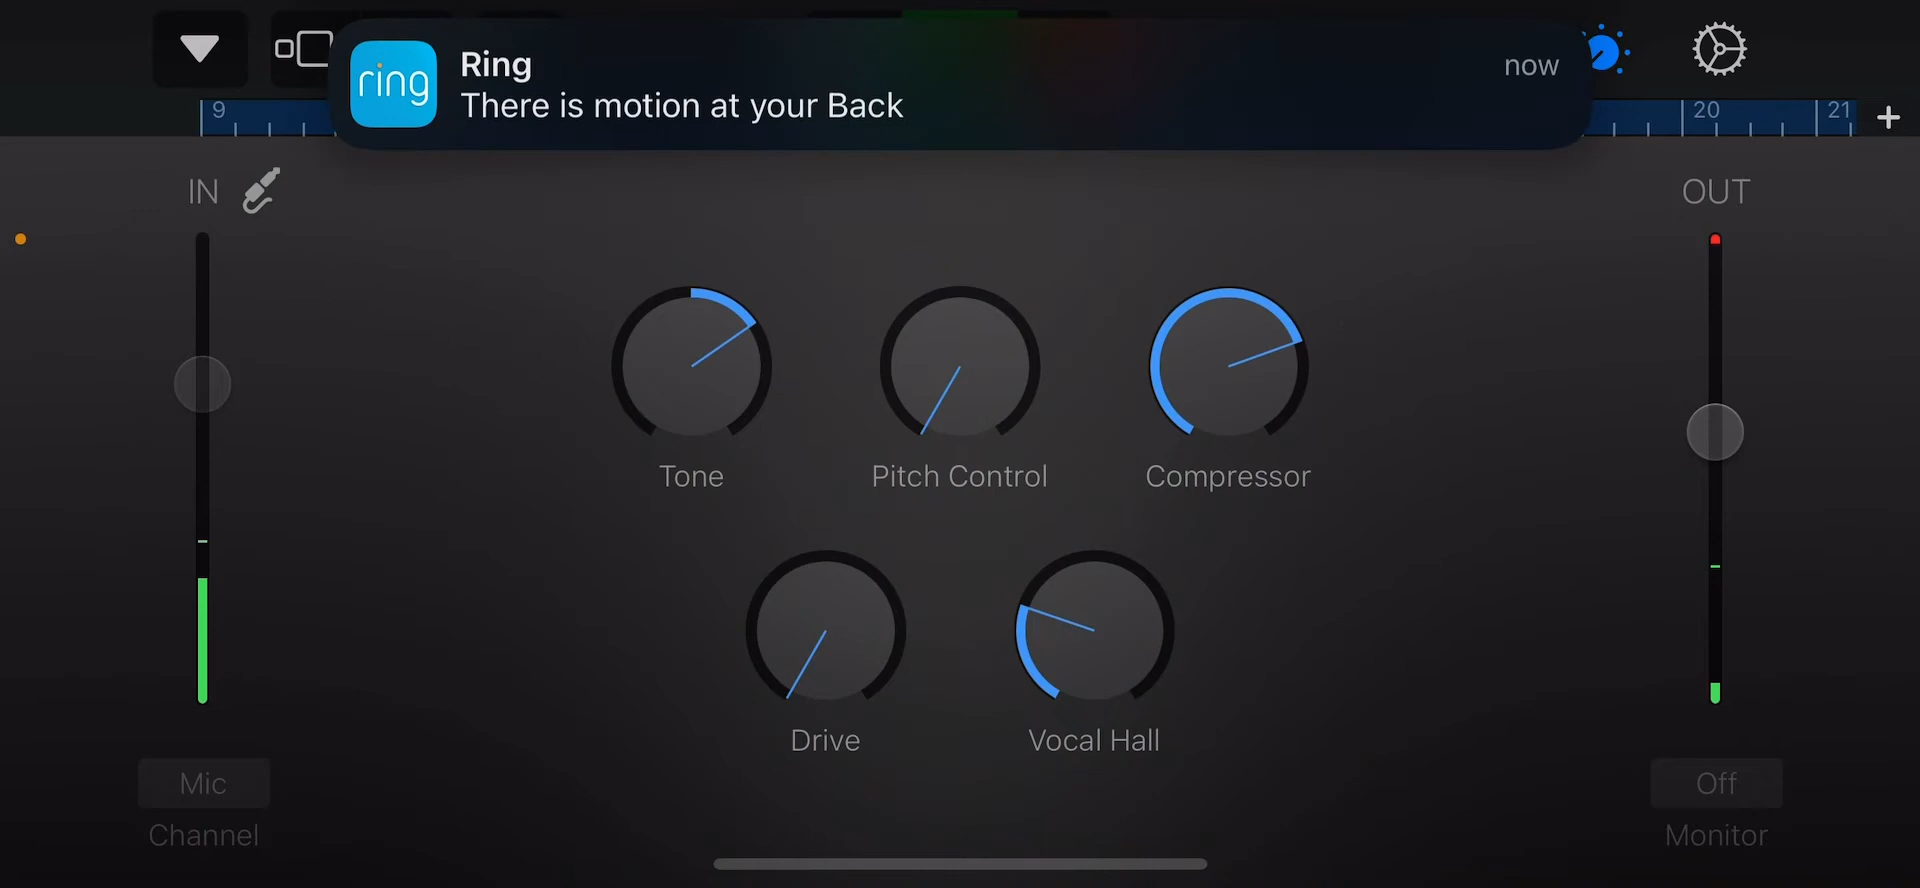 ring
Ring
now
There is motion at your Back
9
20
21
IN
OUT
Tone
Pitch Control
Compressor
Drive
Vocal Hall
Mic
Off
Channel
Monitor